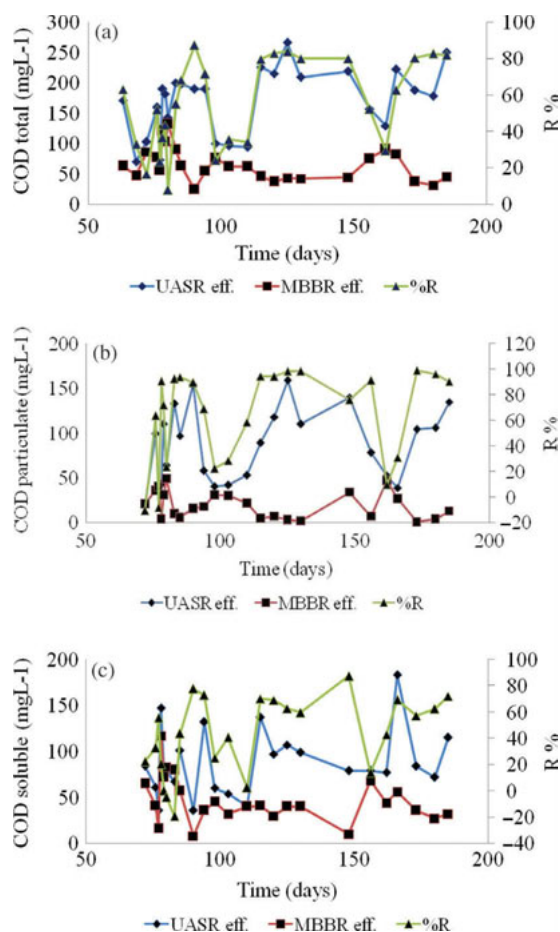 (a)
COD total (mgL-1)
300
250
200
150
100
50
0
100
80
60
40
20
0
R %
50 100 150 200
Time (days)
UASR eff. MBBR eff. %R
(b)
COD particulate (mgL-1)
200
150
100
50
0
120
100
80
60
40
20
0
–20
R %
50 100 150 200
Time (days)
UASR eff. MBBR eff. %R
(c)
COD soluble (mgL-1)
200
150
100
50
0
100
80
60
40
20
0
–20
–40
R %
50 100 150 200
Time (days)
UASR eff. MBBR eff. %R